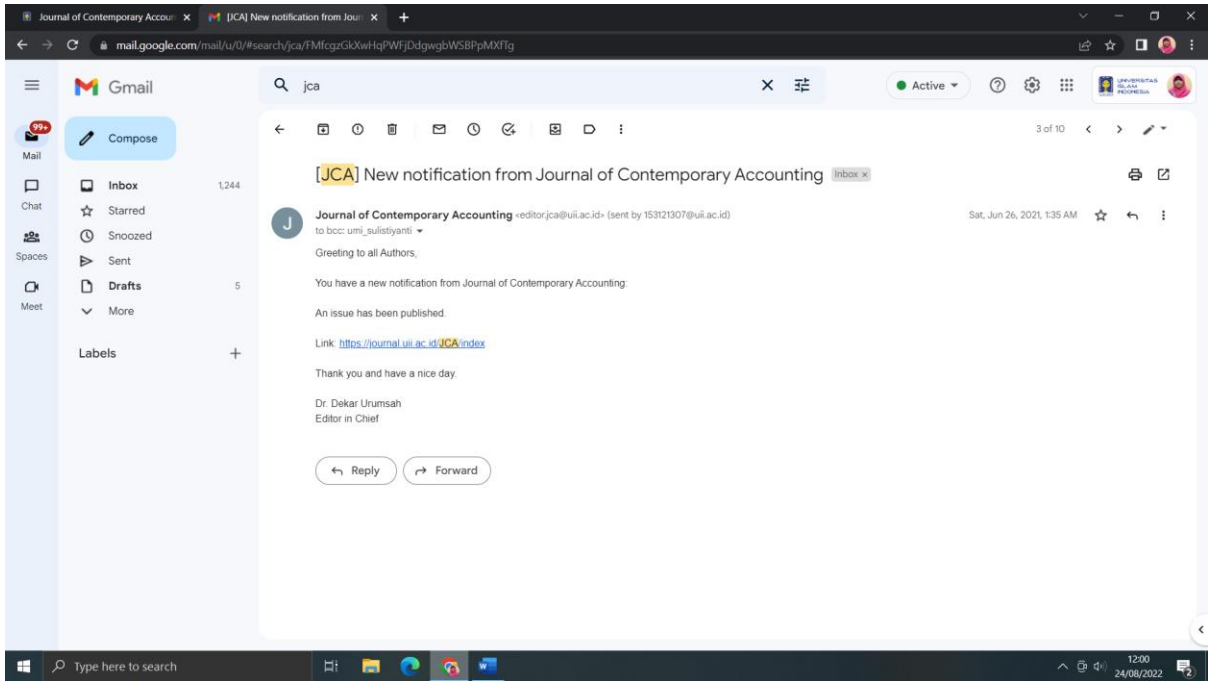 Journal of Contemporary Accoun
[JCA] New notification from Jour
mail.google.com/mail/u/0/#search/jca/FMfcgzGkXwHqPWFjDdgwgbWSBPpMXfTg
Gmail
jca
Active
UNIVERSITAS
ISLAM
INDONESIA
99+
Mail
Chat
Spaces
Meet
Compose
Inbox 1,244
Starred
Snoozed
Sent
Drafts 5
More
Labels
3 of 10
[JCA] New notification from Journal of Contemporary Accounting Inbox x
J
Journal of Contemporary Accounting <editor.jca@uii.ac.id> (sent by 153121307@uii.ac.id) Sat, Jun 26, 2021, 1:35 AM
to bcc: umi_sulistiyanti
Greeting to all Authors,
You have a new notification from Journal of Contemporary Accounting:
An issue has been published.
Link: https://journal.uii.ac.id/JCA/index
Thank you and have a nice day.
Dr. Dekar Urumsah
Editor in Chief
Reply Forward
Type here to search
12:00
24/08/2022
2